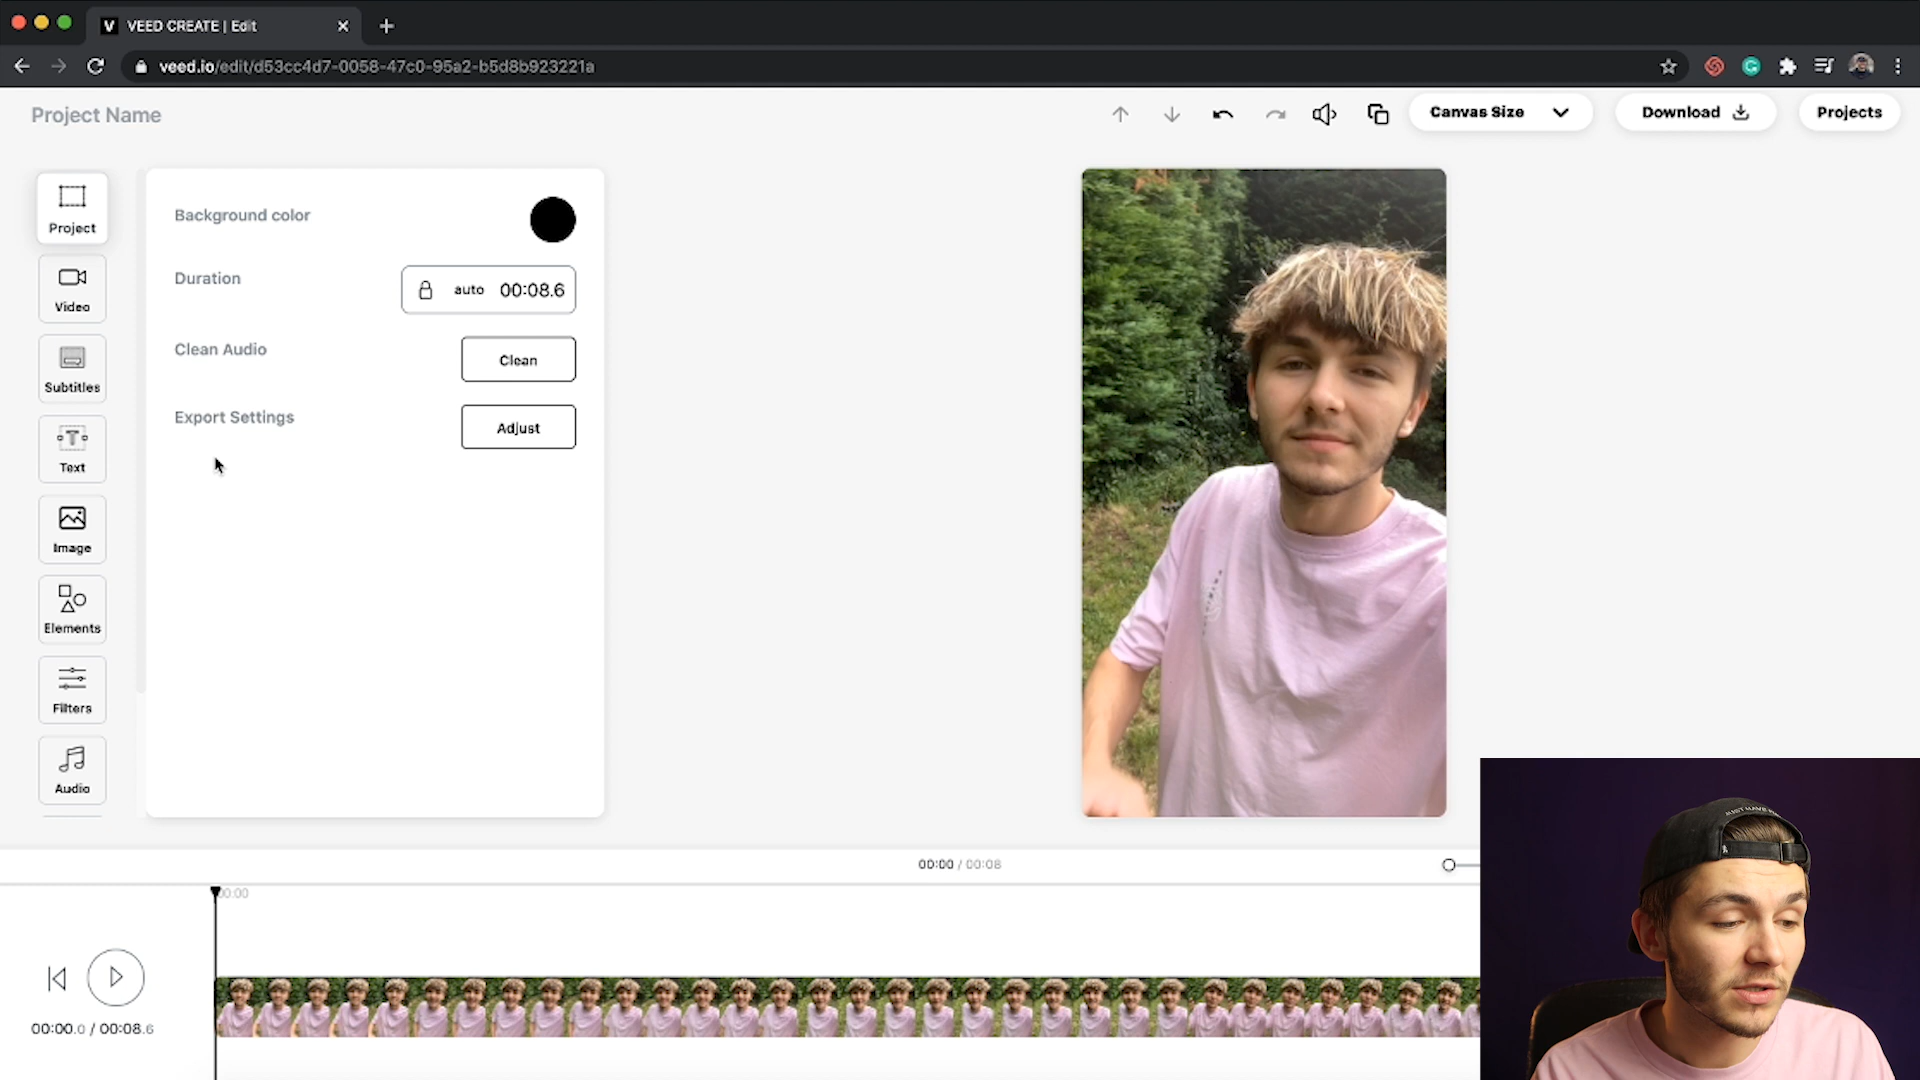 V VEED CREATE | Edit
veed.io/edit/d53cc4d7-0058-47c0-95a2-b5d8b923221a
Project Name
Canvas Size
Download
Projects
Project
Video
Subtitles
Text
Image
Elements
Filters
Audio
Background color
Duration
auto 00:08.6
Clean Audio
Clean
Export Settings
Adjust
00:00 / 00:08
00:00
00:00.0 / 00:08.6